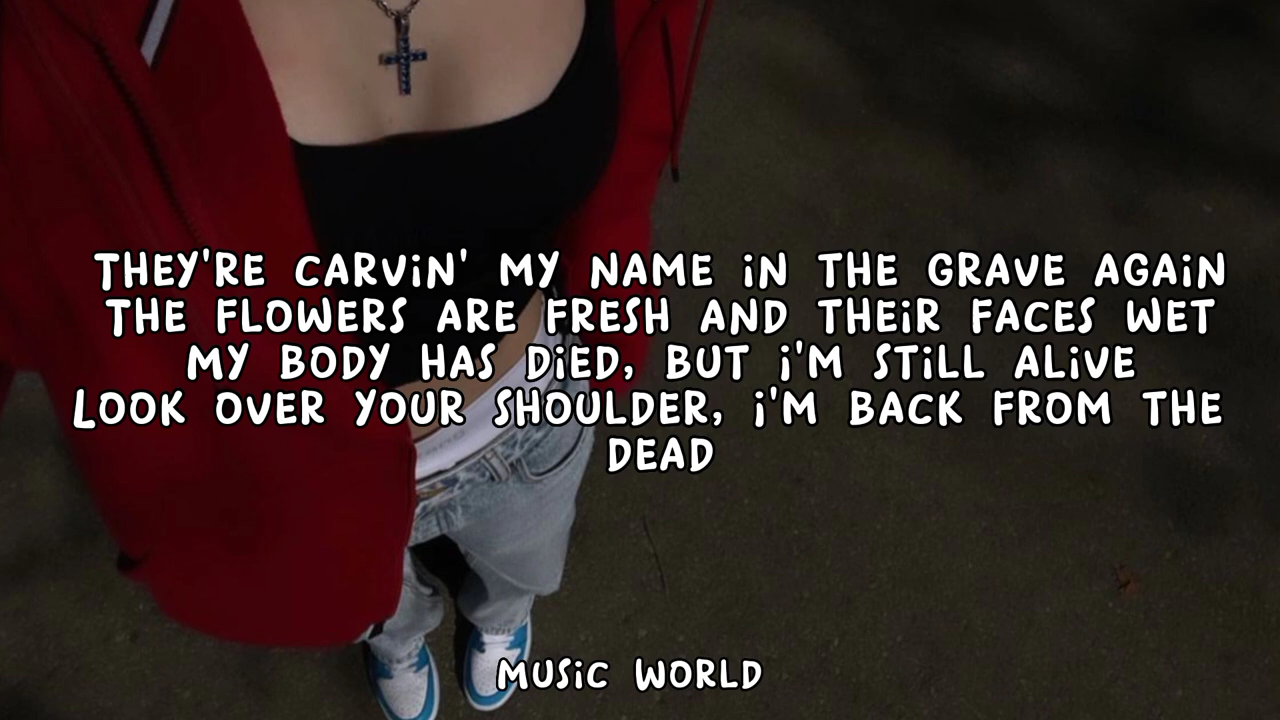 THEY'RE CARViN' MY NAME iN THE GRAVE AGAiN
THE FLOWERS ARE FRESH AND THEiR FACES WET
MY BODY HAS DiED, BUT i'M STiLL ALiVE
LOOK OVER YOUR SHOULDER, i'M BACK FROM THE
DEAD
MUSiC WORLD